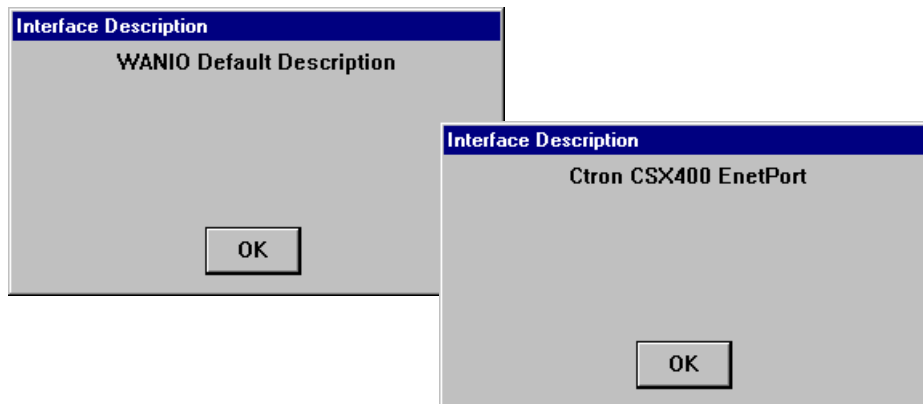 Interface Description
WANIO Default Description
OK
Interface Description
Ctron CSX400 EnetPort
OK